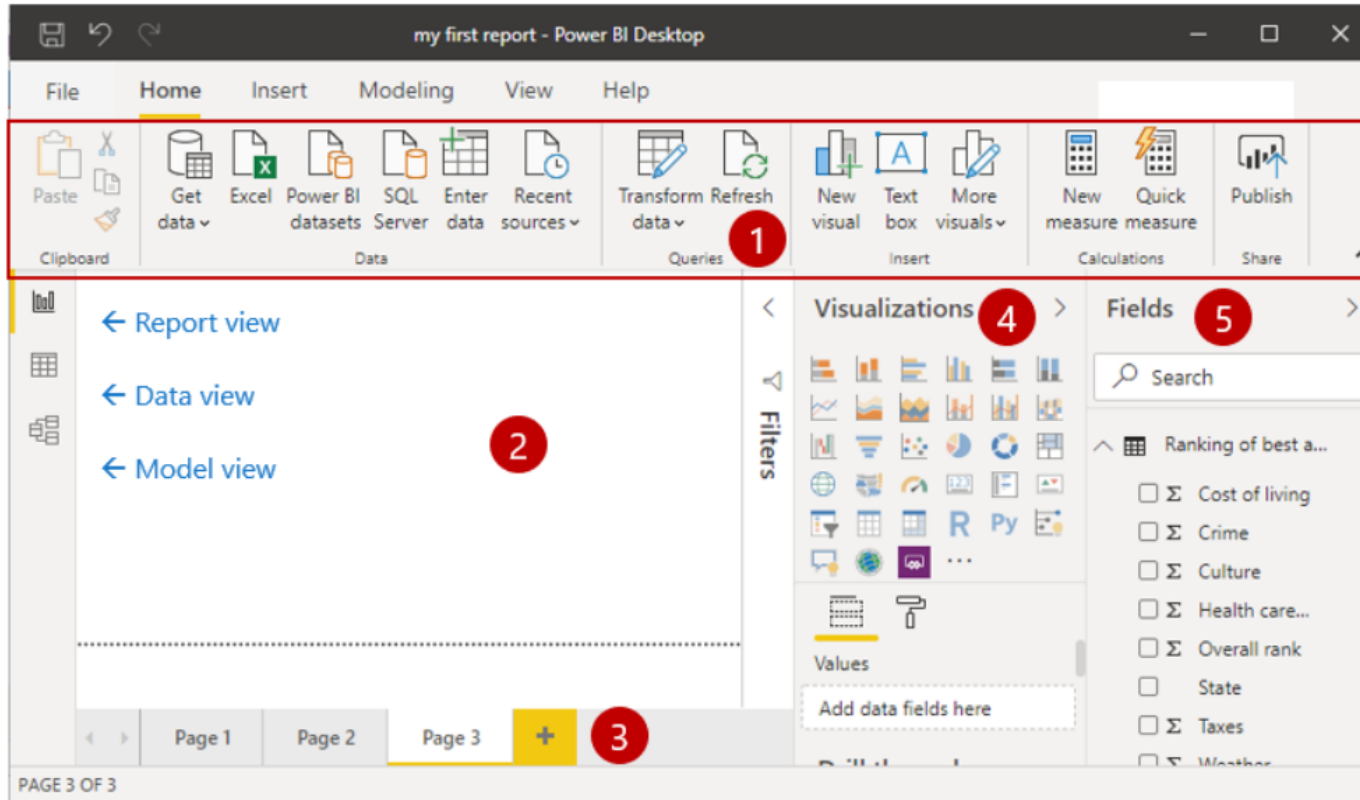 my first report - Power BI Desktop
File Home Insert Modeling View Help
Paste
Get data
Excel
Power BI datasets
SQL Server
Enter data
Recent sources
Transform data
Refresh
New visual
Text box
More visuals
New measure
Quick measure
Publish
Clipboard Data Queries Insert Calculations Share
1
← Report view
← Data view
← Model view
2
Filters
Visualizations 4
123
R Py
Values
Add data fields here
Fields 5
Search
Ranking of best a...
Σ Cost of living
Σ Crime
Σ Culture
Σ Health care...
Σ Overall rank
State
Σ Taxes
Page 1 Page 2 Page 3 + 3
PAGE 3 OF 3